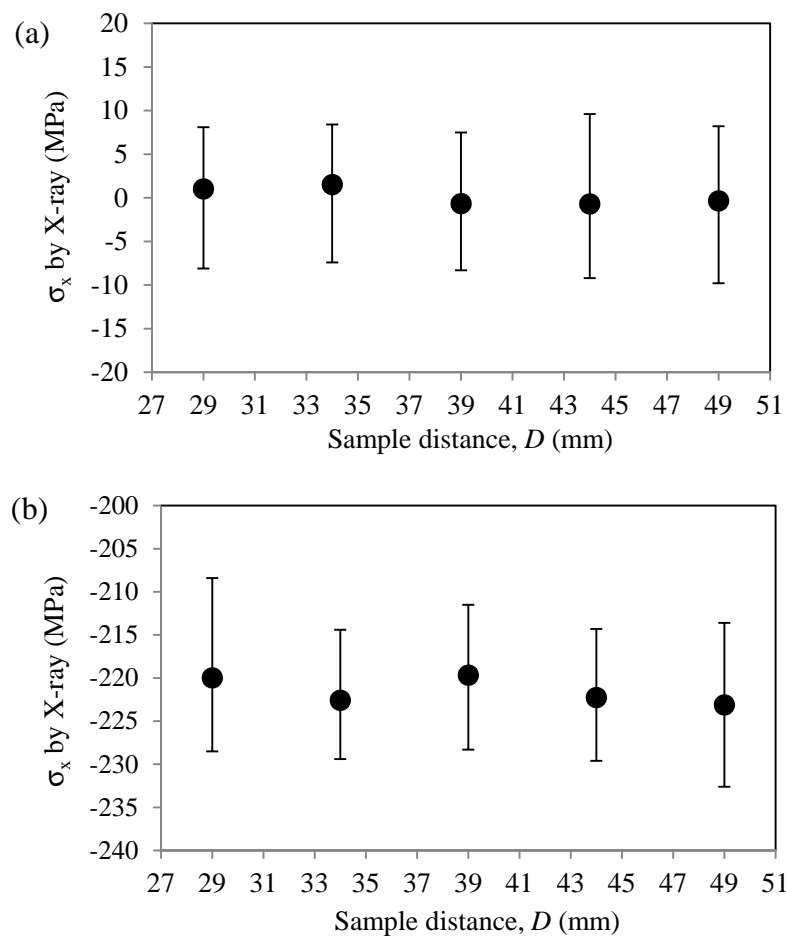 (a)
20
15
10
5
0
-5
-10
-15
-20
σx by X-ray (MPa)
27 29 31 33 35 37 39 41 43 45 47 49 51
Sample distance, D (mm)
(b)
-200
-205
-210
-215
-220
-225
-230
-235
-240
σx by X-ray (MPa)
27 29 31 33 35 37 39 41 43 45 47 49 51
Sample distance, D (mm)